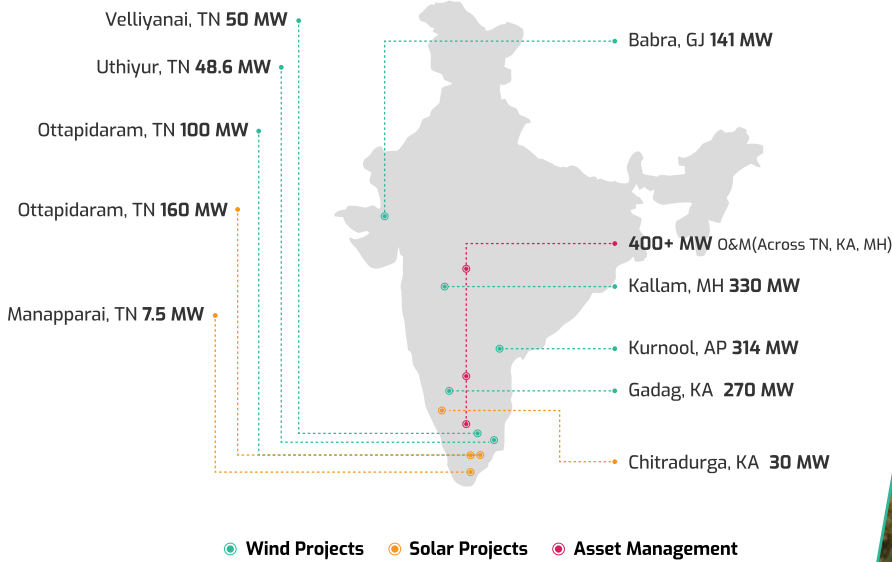 Velliyanai, TN 50 MW
Uthiyur, TN 48.6 MW
Ottapidaram, TN 100 MW
Ottapidaram, TN 160 MW
Manapparai, TN 7.5 MW
Babra, GJ 141 MW
400+ MW O&M(Across TN, KA, MH)
Kallam, MH 330 MW
Kurnool, AP 314 MW
Gadag, KA 270 MW
Chitradurga, KA 30 MW
Wind Projects Solar Projects Asset Management